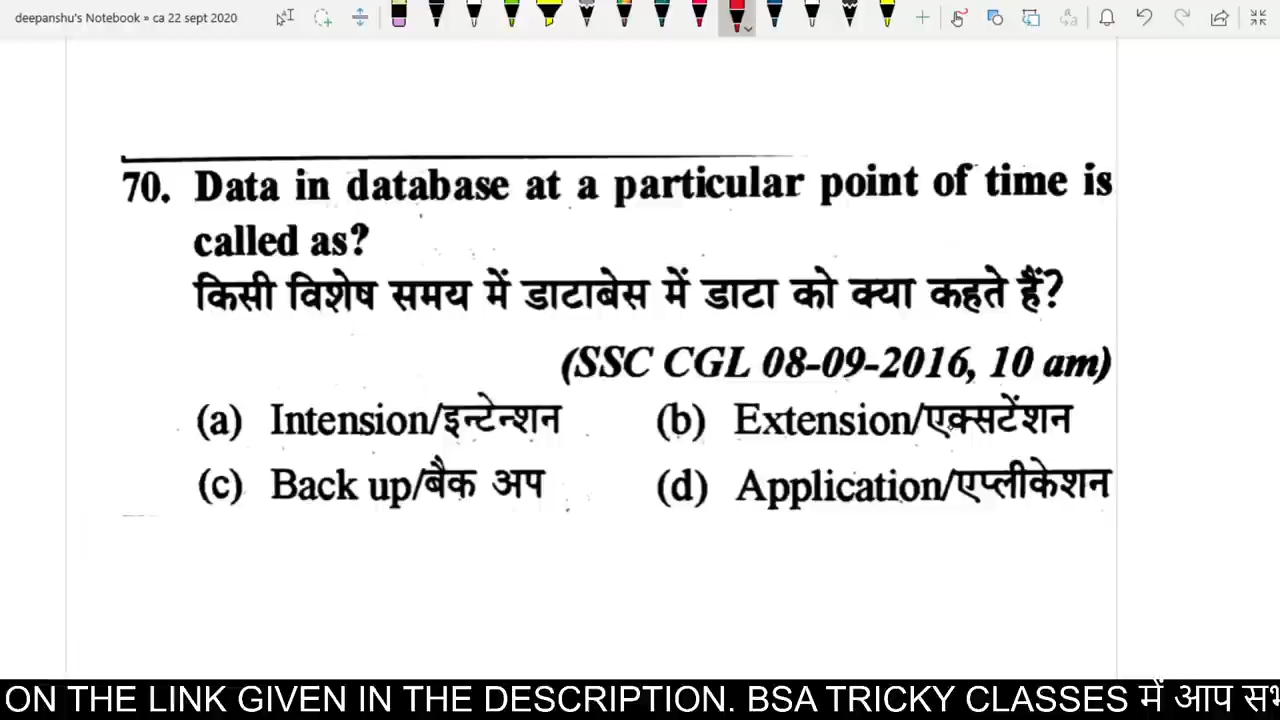 deepanshu's Notebook » ca 22 sept 2020
70. Data in database at a particular point of time is
called as?
किसी विशेष समय में डाटाबेस में डाटा को क्या कहते हैं?
(SSC CGL 08-09-2016, 10 am)
(a) Intension/इन्टेन्शन (b) Extension/एक्सटेंशन
(c) Back up/बैक अप (d) Application/एप्लीकेशन
ON THE LINK GIVEN IN THE DESCRIPTION. BSA TRICKY CLASSES में आप